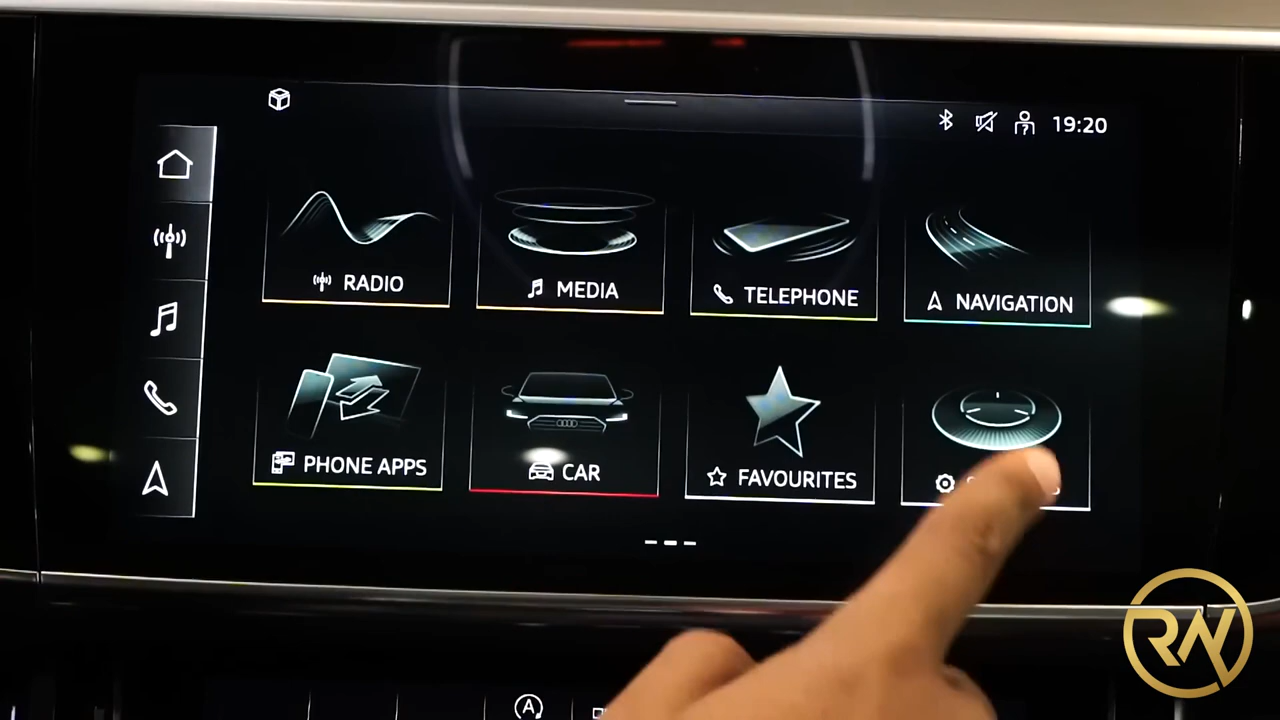 19:20
RADIO
MEDIA
TELEPHONE
NAVIGATION
PHONE APPS
CAR
FAVOURITES
A
RW